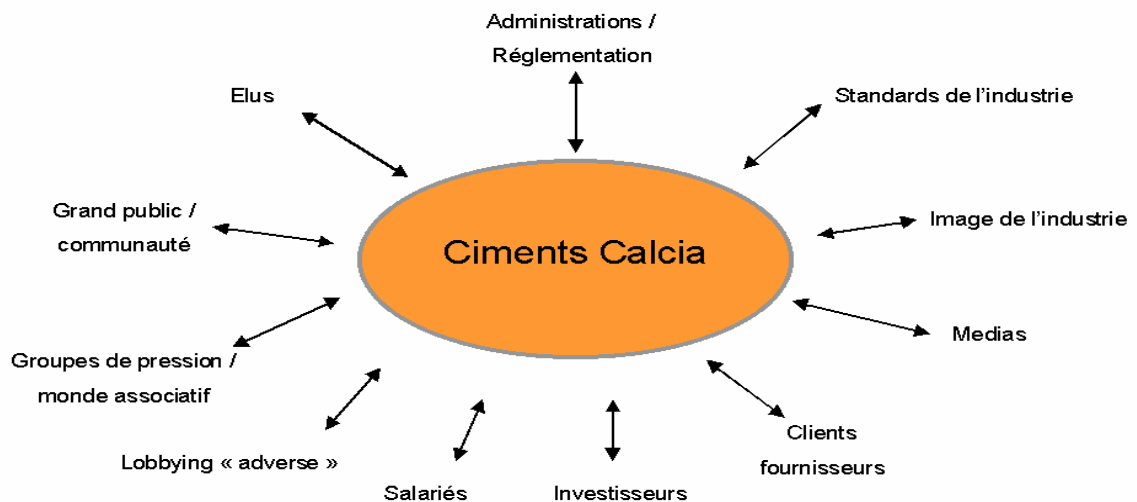 Administrations /
Réglementation
Elus
Standards de l'industrie
Grand public /
communauté
Image de l'industrie
Ciments Calcia
Medias
Groupes de pression /
monde associatif
Clients
fournisseurs
Lobbying « adverse »
Salariés
Investisseurs